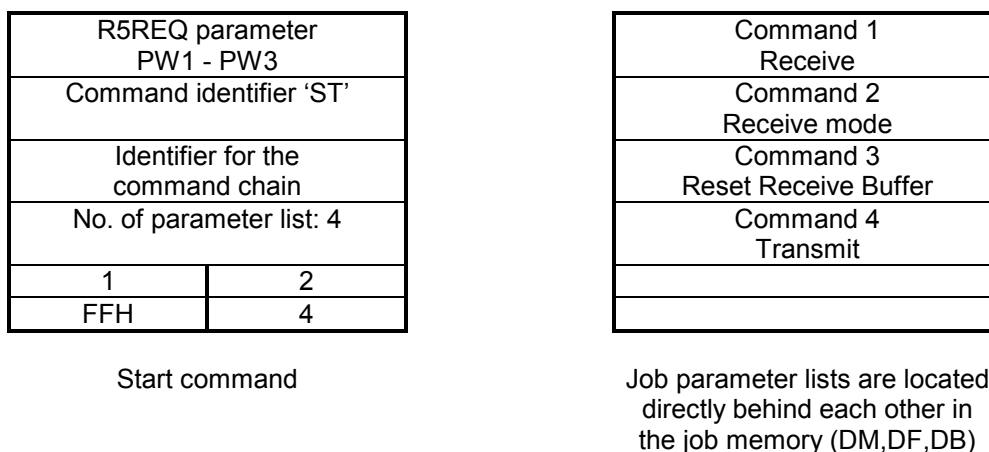 R5REQ parameter
PW1 - PW3
Command identifier ‘ST’
Identifier for the
command chain
No. of parameter list: 4
1 2
FFH 4
Start command
Command 1
Receive
Command 2
Receive mode
Command 3
Reset Receive Buffer
Command 4
Transmit
Job parameter lists are located
directly behind each other in
the job memory (DM,DF,DB)